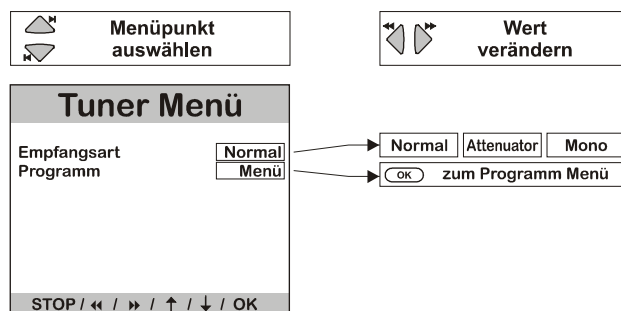 Menüpunkt
auswählen
Wert
verändern
Tuner Menü
Empfangsart Normal
Programm Menü
Normal Attenuator Mono
OK zum Programm Menü
STOP / ◀◀ / ▶▶ / ↑ / ↓ / OK